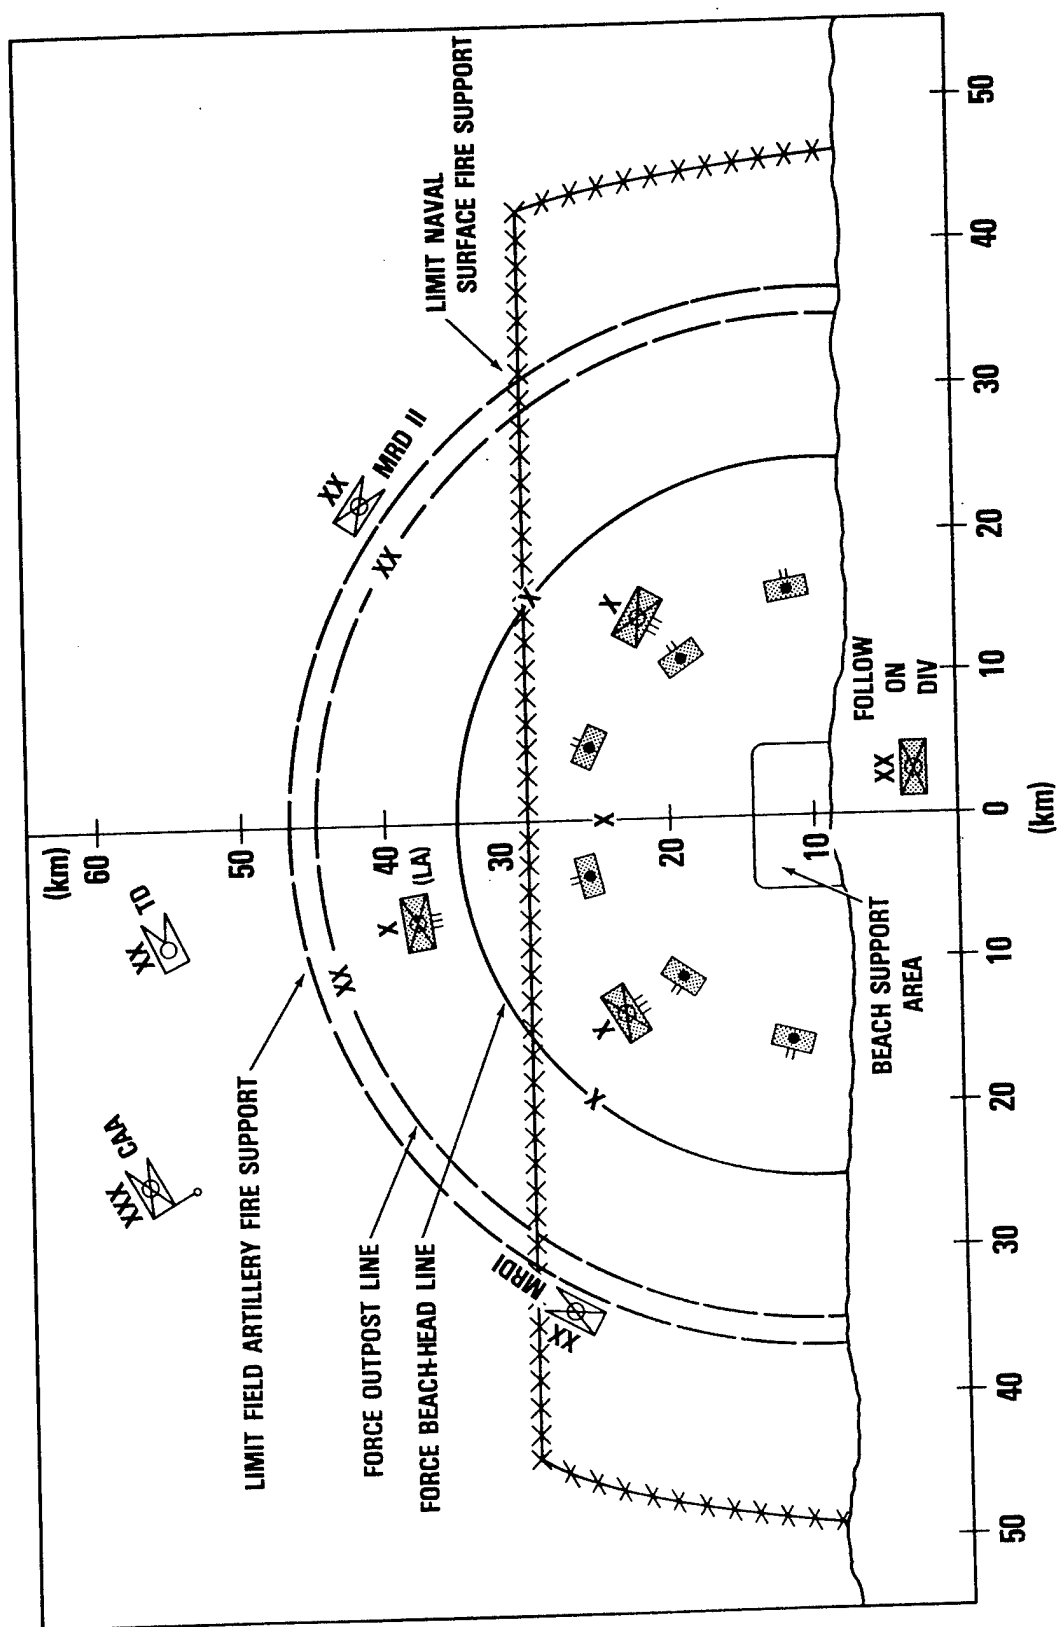 (km)
60
50
40
30
20
10
XXX CAA
XX TD
XX
MRD II
XX
MRDI
LIMIT FIELD ARTILLERY FIRE SUPPORT
FORCE OUTPOST LINE
FORCE BEACH-HEAD LINE
LIMIT NAVAL
SURFACE FIRE SUPPORT
XX
XX
X
(LA)
X
X
X
X
X
BEACH SUPPORT
AREA
XX
FOLLOW
ON
DIV
50
40
30
20
10
0
10
20
30
40
50
(km)